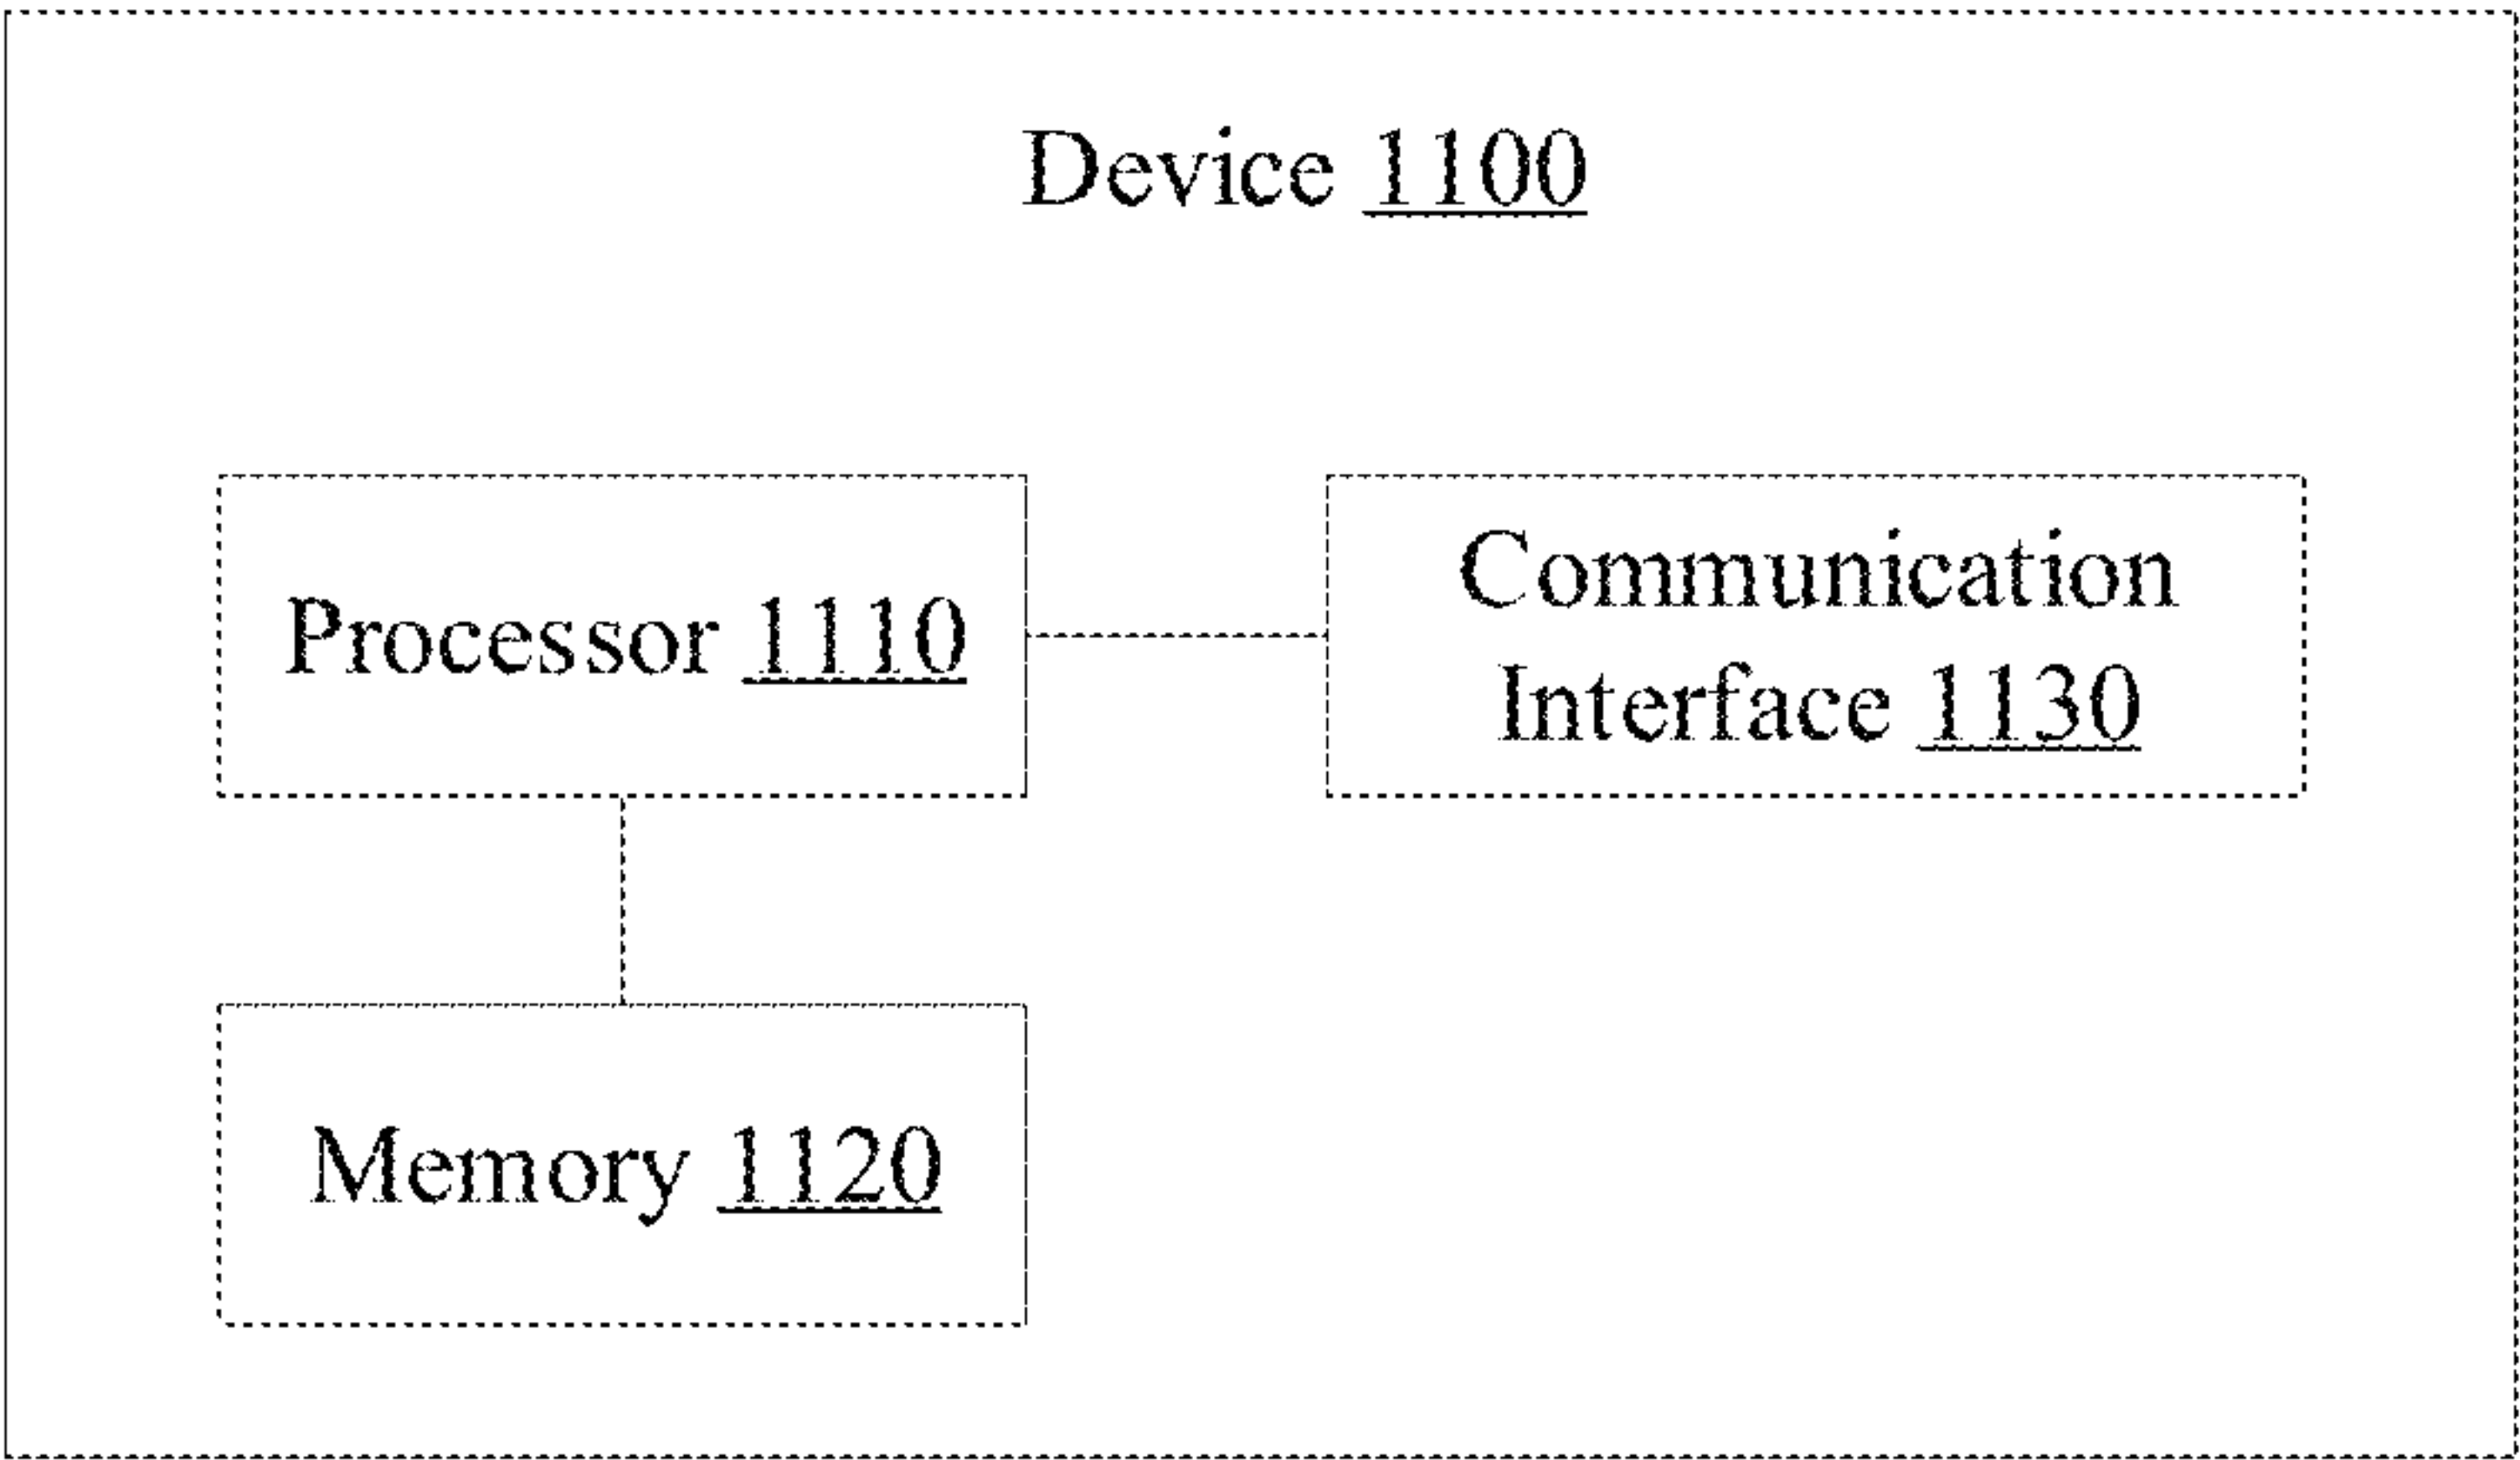 Device 1100
Processor 1110
Communication
Interface 1130
Memory 1120